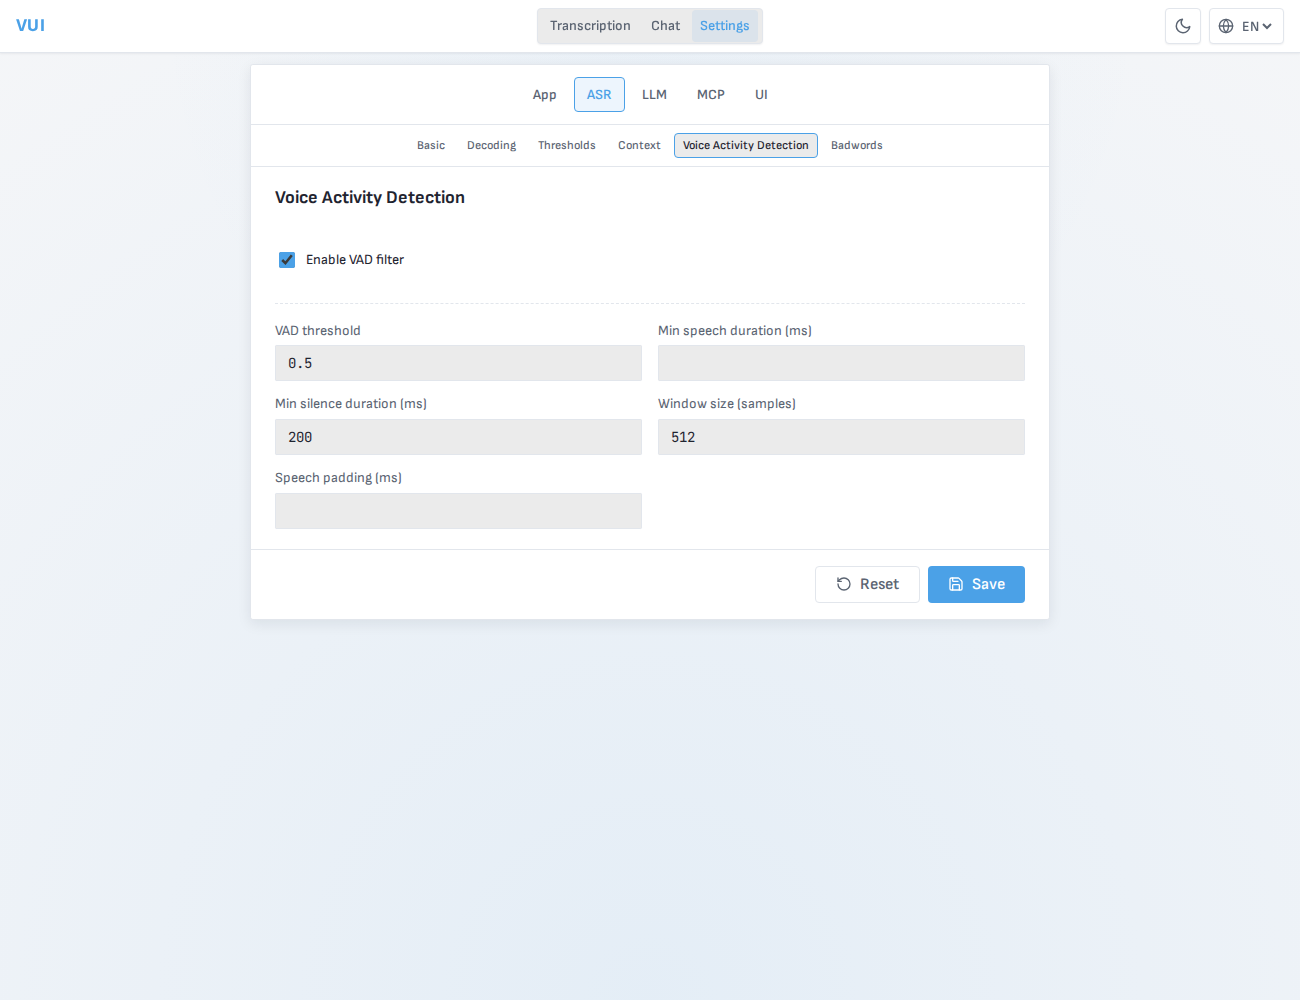 VUI
Transcription Chat Settings
EN
App ASR LLM MCP UI
Basic Decoding Thresholds Context Voice Activity Detection Badwords
Voice Activity Detection
Enable VAD filter
VAD threshold
0.5
Min speech duration (ms)
Min silence duration (ms)
200
Window size (samples)
512
Speech padding (ms)
Reset Save